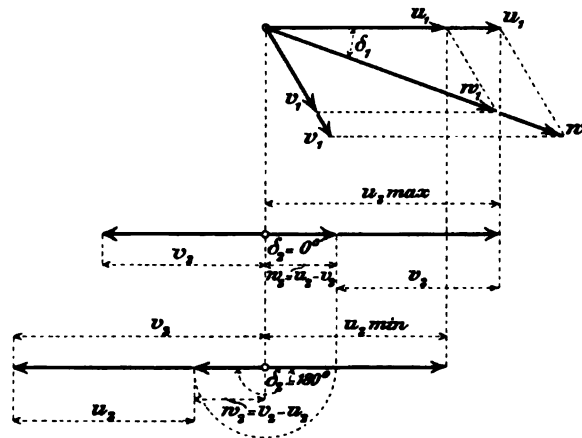 u₁ u₁
δ₁
v₁ w₁
v₁ w
u₂ max
δ₂ = 0°
v₂ w₂ = u₂ - v₂ v₂
v₂ u₂ min
δ₂ = 180°
u₂ w₂ = v₂ - u₂